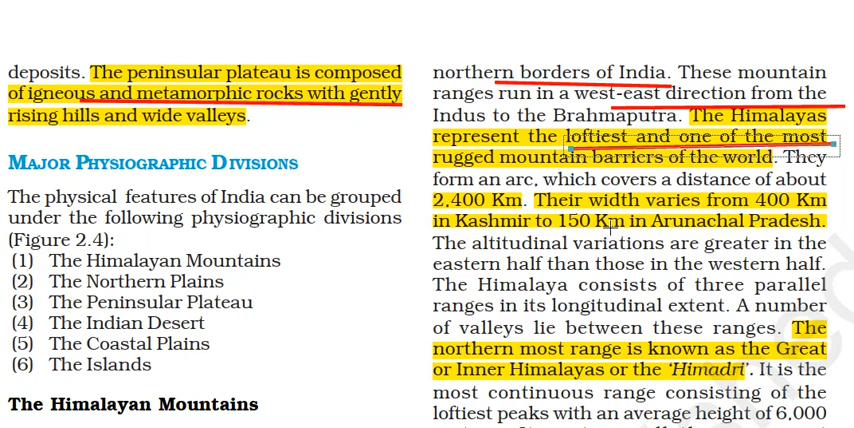 deposits. The peninsular plateau is composed
of igneous and metamorphic rocks with gently
rising hills and wide valleys.
MAJOR PHYSIOGRAPHIC DIVISIONS
The physical features of India can be grouped
under the following physiographic divisions
(Figure 2.4):
(1) The Himalayan Mountains
(2) The Northern Plains
(3) The Peninsular Plateau
(4) The Indian Desert
(5) The Coastal Plains
(6) The Islands
The Himalayan Mountains
northern borders of India. These mountain
ranges run in a west-east direction from the
Indus to the Brahmaputra. The Himalayas
represent the loftiest and one of the most
rugged mountain barriers of the world. They
form an arc, which covers a distance of about
2,400 Km. Their width varies from 400 Km
in Kashmir to 150 Km in Arunachal Pradesh.
The altitudinal variations are greater in the
eastern half than those in the western half.
The Himalaya consists of three parallel
ranges in its longitudinal extent. A number
of valleys lie between these ranges. The
northern most range is known as the Great
or Inner Himalayas or the ‘Himadri’. It is the
most continuous range consisting of the
loftiest peaks with an average height of 6,000